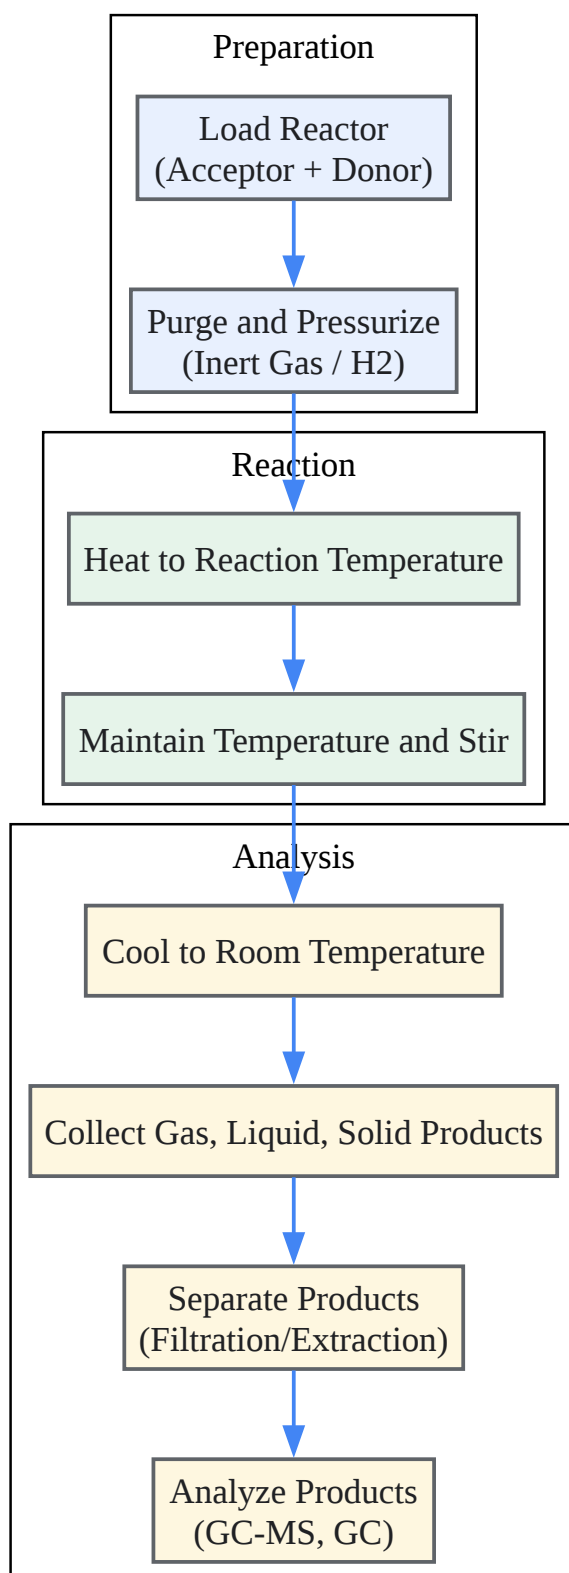 Preparation
Load Reactor
(Acceptor + Donor)
Purge and Pressurize
(Inert Gas / H2)
Reaction
Heat to Reaction Temperature
Maintain Temperature and Stir
Analysis
Cool to Room Temperature
Collect Gas, Liquid, Solid Products
Separate Products
(Filtration/Extraction)
Analyze Products
(GC-MS, GC)